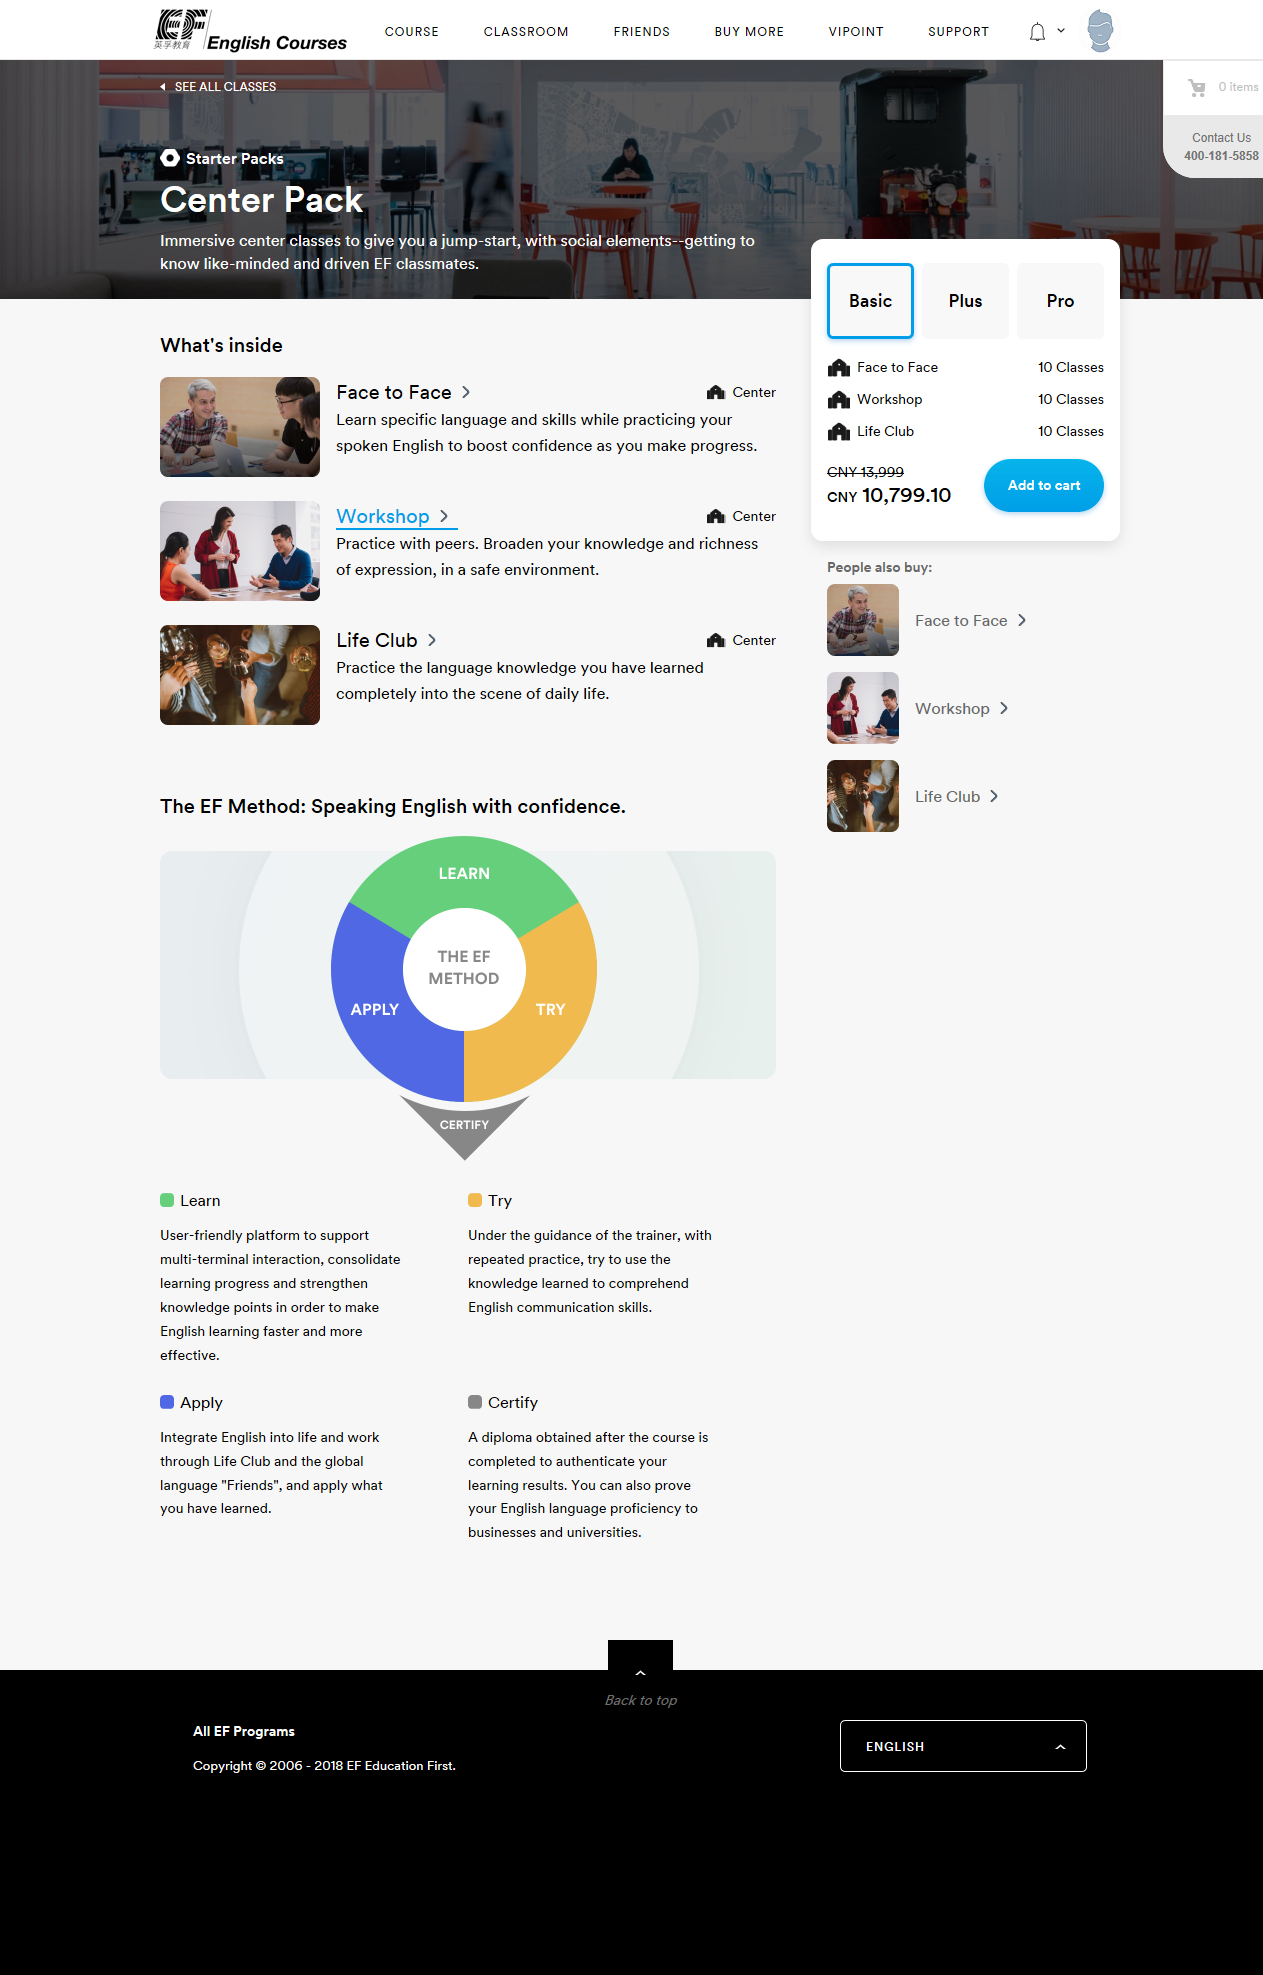 EF
英孚教育
English Courses
COURSE
CLASSROOM
FRIENDS
BUY MORE
VIPOINT
SUPPORT
0 items
Contact Us
400-181-5858
SEE ALL CLASSES
Starter Packs
Center Pack
Immersive center classes to give you a jump-start, with social elements--getting to
know like-minded and driven EF classmates.
Basic
Plus
Pro
Face to Face 10 Classes
Workshop 10 Classes
Life Club 10 Classes
CNY 13,999
CNY 10,799.10
Add to cart
People also buy:
Face to Face
Workshop
Life Club
What's inside
Face to Face Center
Learn specific language and skills while practicing your
spoken English to boost confidence as you make progress.
Workshop Center
Practice with peers. Broaden your knowledge and richness
of expression, in a safe environment.
Life Club Center
Practice the language knowledge you have learned
completely into the scene of daily life.
The EF Method: Speaking English with confidence.
LEARN
THE EF
METHOD
APPLY
TRY
CERTIFY
Learn
User-friendly platform to support
multi-terminal interaction, consolidate
learning progress and strengthen
knowledge points in order to make
English learning faster and more
effective.
Try
Under the guidance of the trainer, with
repeated practice, try to use the
knowledge learned to comprehend
English communication skills.
Apply
Integrate English into life and work
through Life Club and the global
language "Friends", and apply what
you have learned.
Certify
A diploma obtained after the course is
completed to authenticate your
learning results. You can also prove
your English language proficiency to
businesses and universities.
Back to top
All EF Programs
Copyright © 2006 - 2018 EF Education First.
ENGLISH